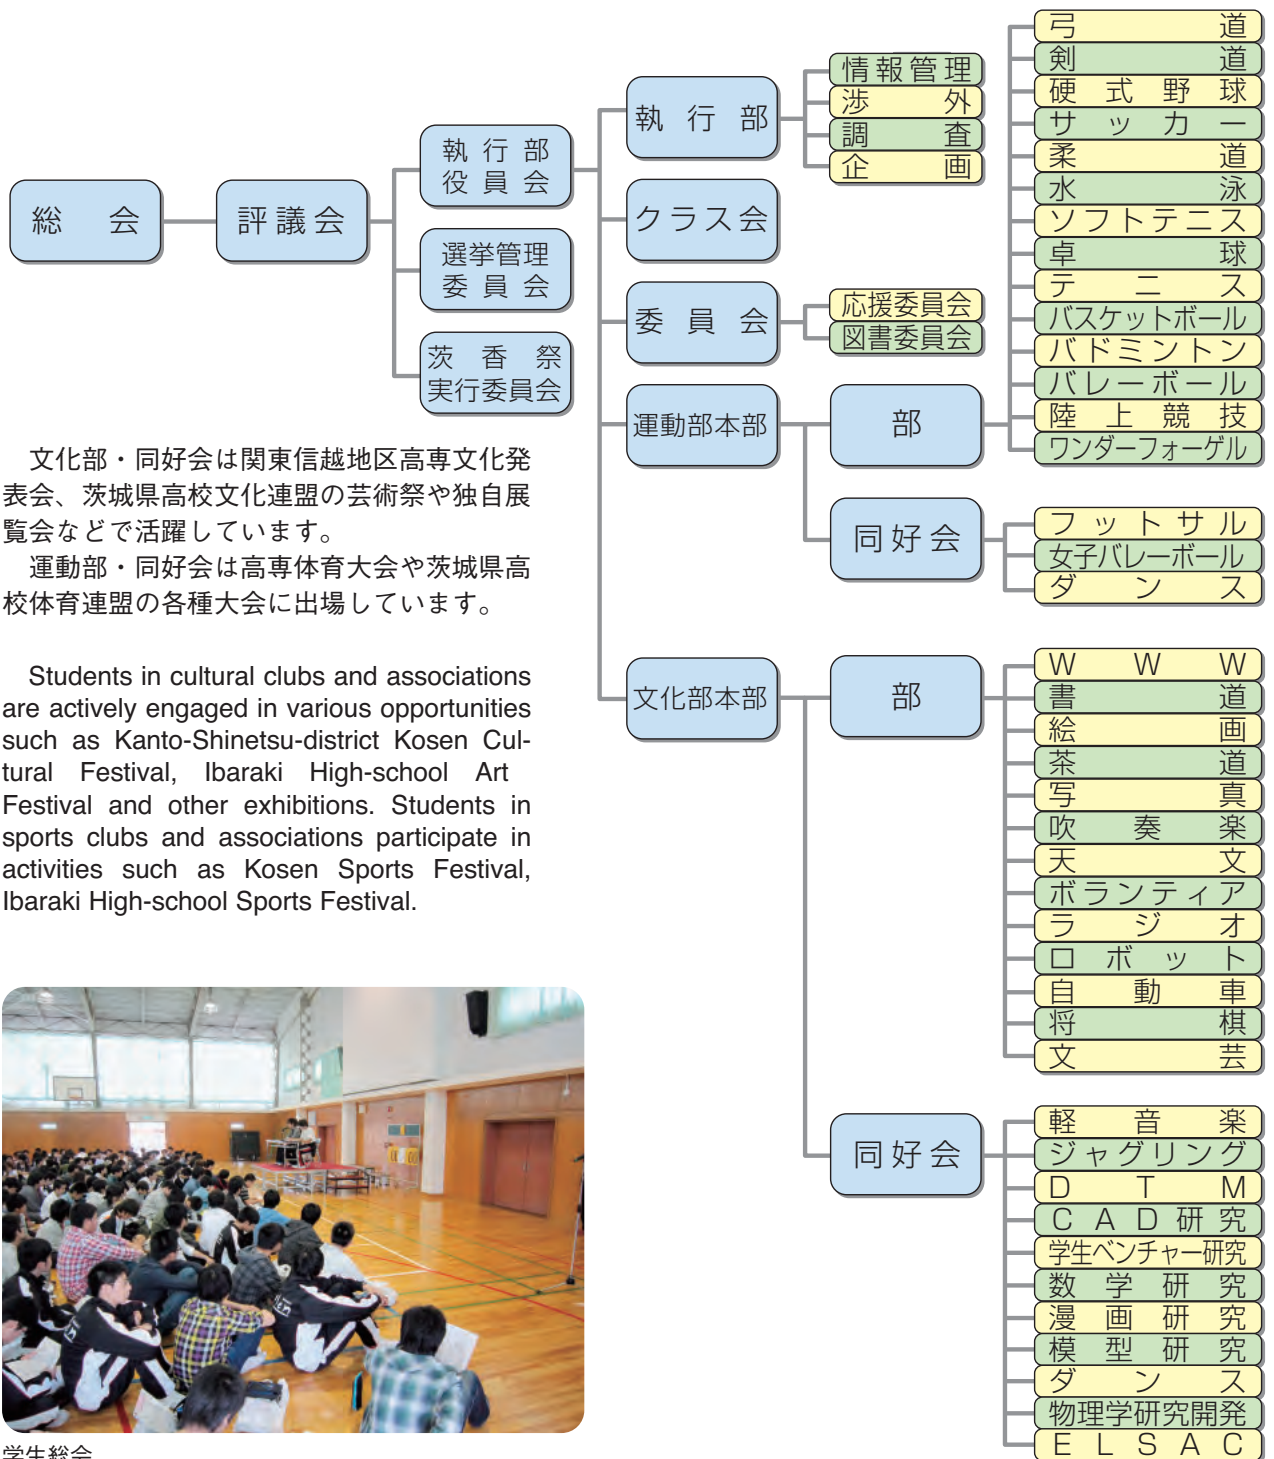 総会
評議会
執行部
役員会
選挙管理
委員会
茨香祭
実行委員会
執行部
クラス会
委員会
運動部本部
文化部本部
情報管理
渉外
調査
企画
応援委員会
図書委員会
部
弓道
剣道
硬式野球
サッカー
柔道
水泳
ソフトテニス
卓球
テニス
バスケットボール
バドミントン
バレーボール
陸上競技
ワンダーフォーゲル
同好会
フットサル
女子バレーボール
ダンス
部
WWW
書道
絵画
茶道
写真
吹奏楽
天文
ボランティア
ラジオ
ロボット
自動車
将棋
文芸
同好会
軽音楽
ジャグリング
DTM
CAD研究
学生ベンチャー研究
数学研究
漫画研究
模型研究
ダンス
物理学研究開発
ELSAC
文化部・同好会は関東信越地区高専文化発
表会、茨城県高校文化連盟の芸術祭や独自展
覧会などで活躍しています。
運動部・同好会は高専体育大会や茨城県高
校体育連盟の各種大会に出場しています。
Students in cultural clubs and associations
are actively engaged in various opportunities
such as Kanto-Shinetsu-district Kosen Cul-
tural Festival, Ibaraki High-school Art
Festival and other exhibitions. Students in
sports clubs and associations participate in
activities such as Kosen Sports Festival,
Ibaraki High-school Sports Festival.
学生総会